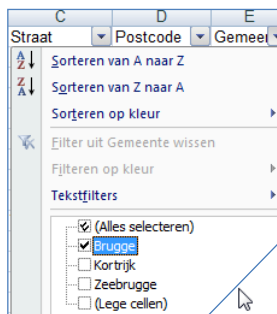 C D E
Straat Postcode Gemeen
Sorteren van A naar Z
Sorteren van Z naar A
Sorteren op kleur
Filter uit Gemeente wissen
Filteren op kleur
Tekstfilters
(Alles selecteren)
Brugge
Kortrijk
Zeebrugge
(Lege cellen)